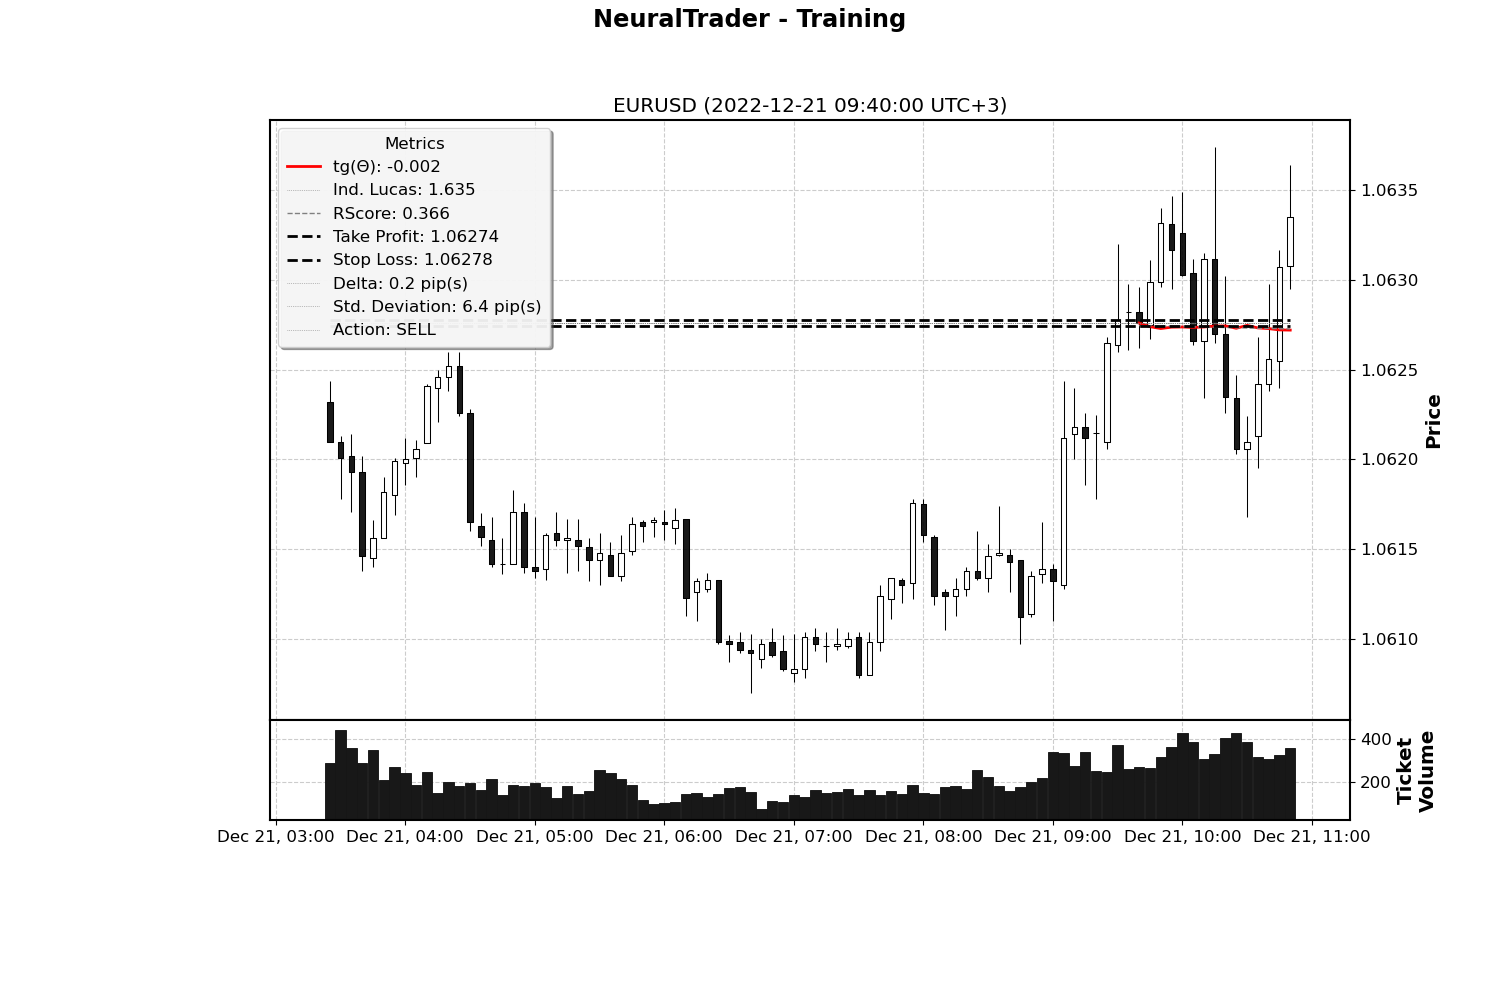 NeuralTrader - Training
EURUSD (2022-12-21 09:40:00 UTC+3)
Metrics
tg(Θ): -0.002
Ind. Lucas: 1.635
RScore: 0.366
Take Profit: 1.06274
Stop Loss: 1.06278
Delta: 0.2 pip(s)
Std. Deviation: 6.4 pip(s)
Action: SELL
1.0635
1.0630
1.0625
1.0620
1.0615
1.0610
Price
400
200
Ticket
Volume
Dec 21, 03:00 Dec 21, 04:00 Dec 21, 05:00 Dec 21, 06:00 Dec 21, 07:00 Dec 21, 08:00 Dec 21, 09:00 Dec 21, 10:00 Dec 21, 11:00